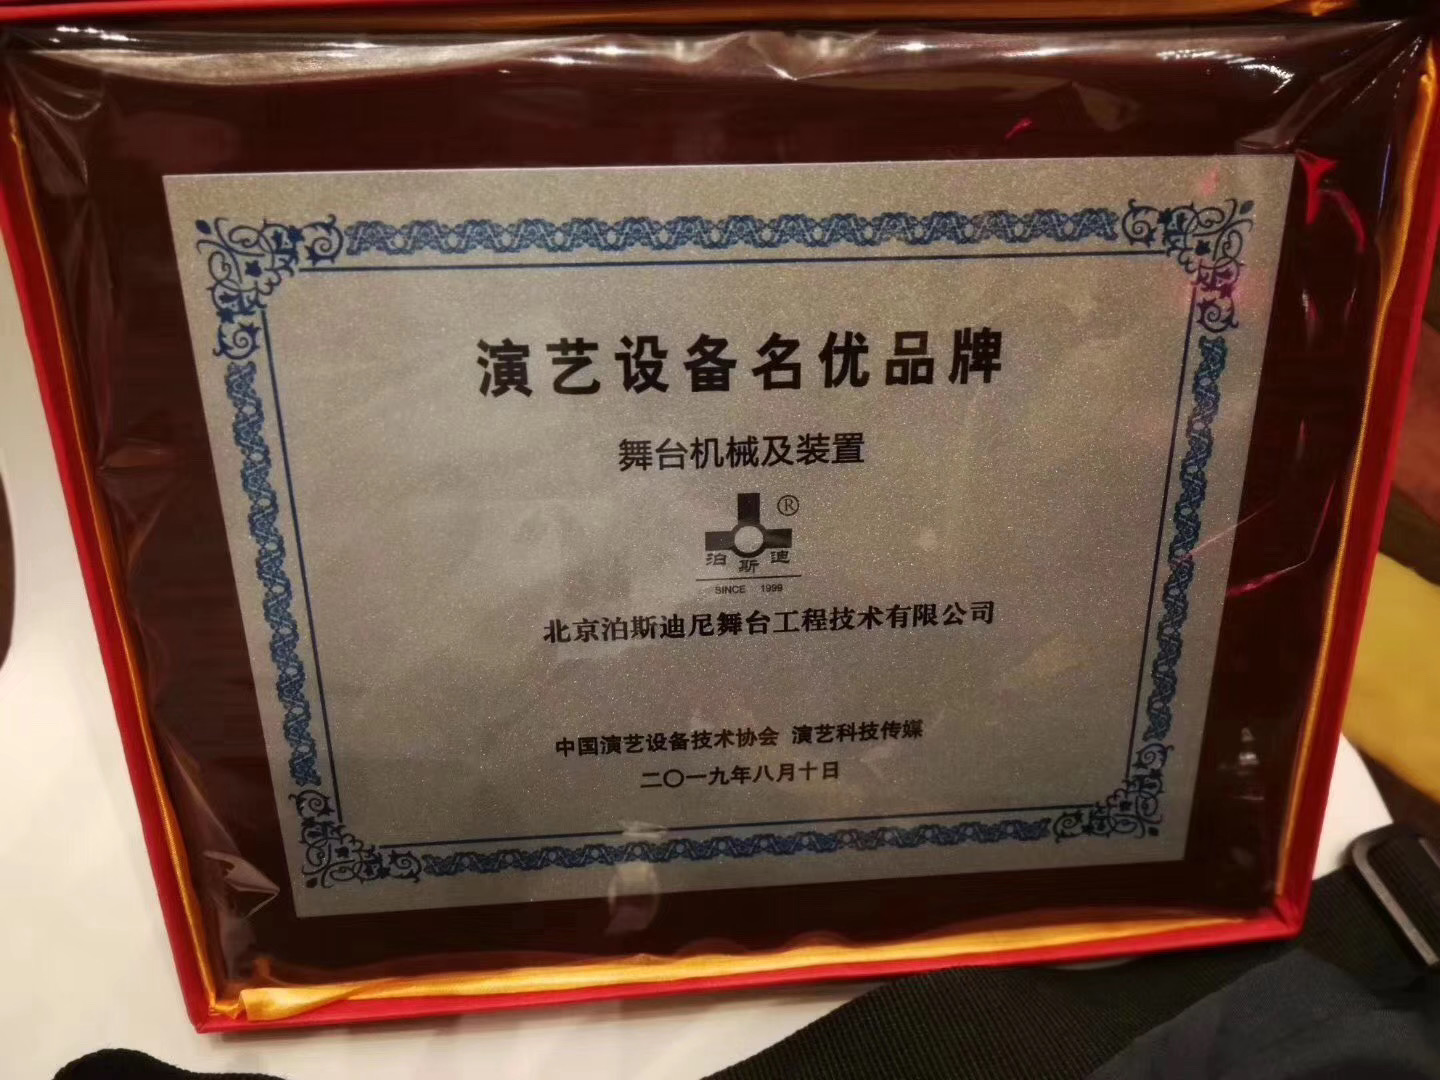 演艺设备名优品牌
舞台机械及装置
®
泊斯迪
SINCE 1999
北京泊斯迪尼舞台工程技术有限公司
中国演艺设备技术协会 演艺科技传媒
二〇一九年八月十日